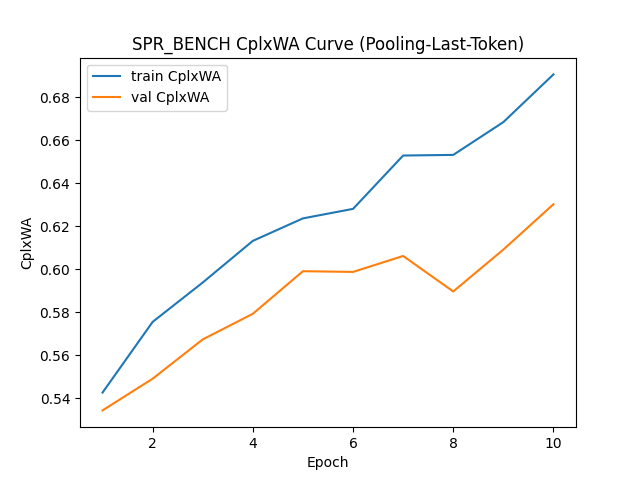 SPR_BENCH CplxWA Curve (Pooling-Last-Token)
train CplxWA
val CplxWA
CplxWA
0.68
0.66
0.64
0.62
0.60
0.58
0.56
0.54
2
4
6
8
10
Epoch